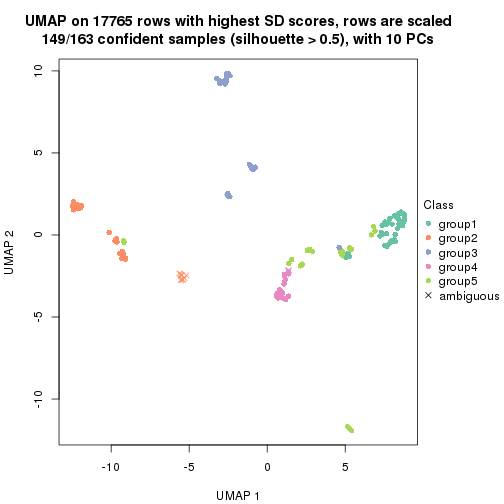 UMAP on 17765 rows with highest SD scores, rows are scaled
149/163 confident samples (silhouette > 0.5), with 10 PCs
10
5
0
-5
-10
UMAP 2
-10
-5
0
5
UMAP 1
Class
group1
group2
group3
group4
group5
ambiguous